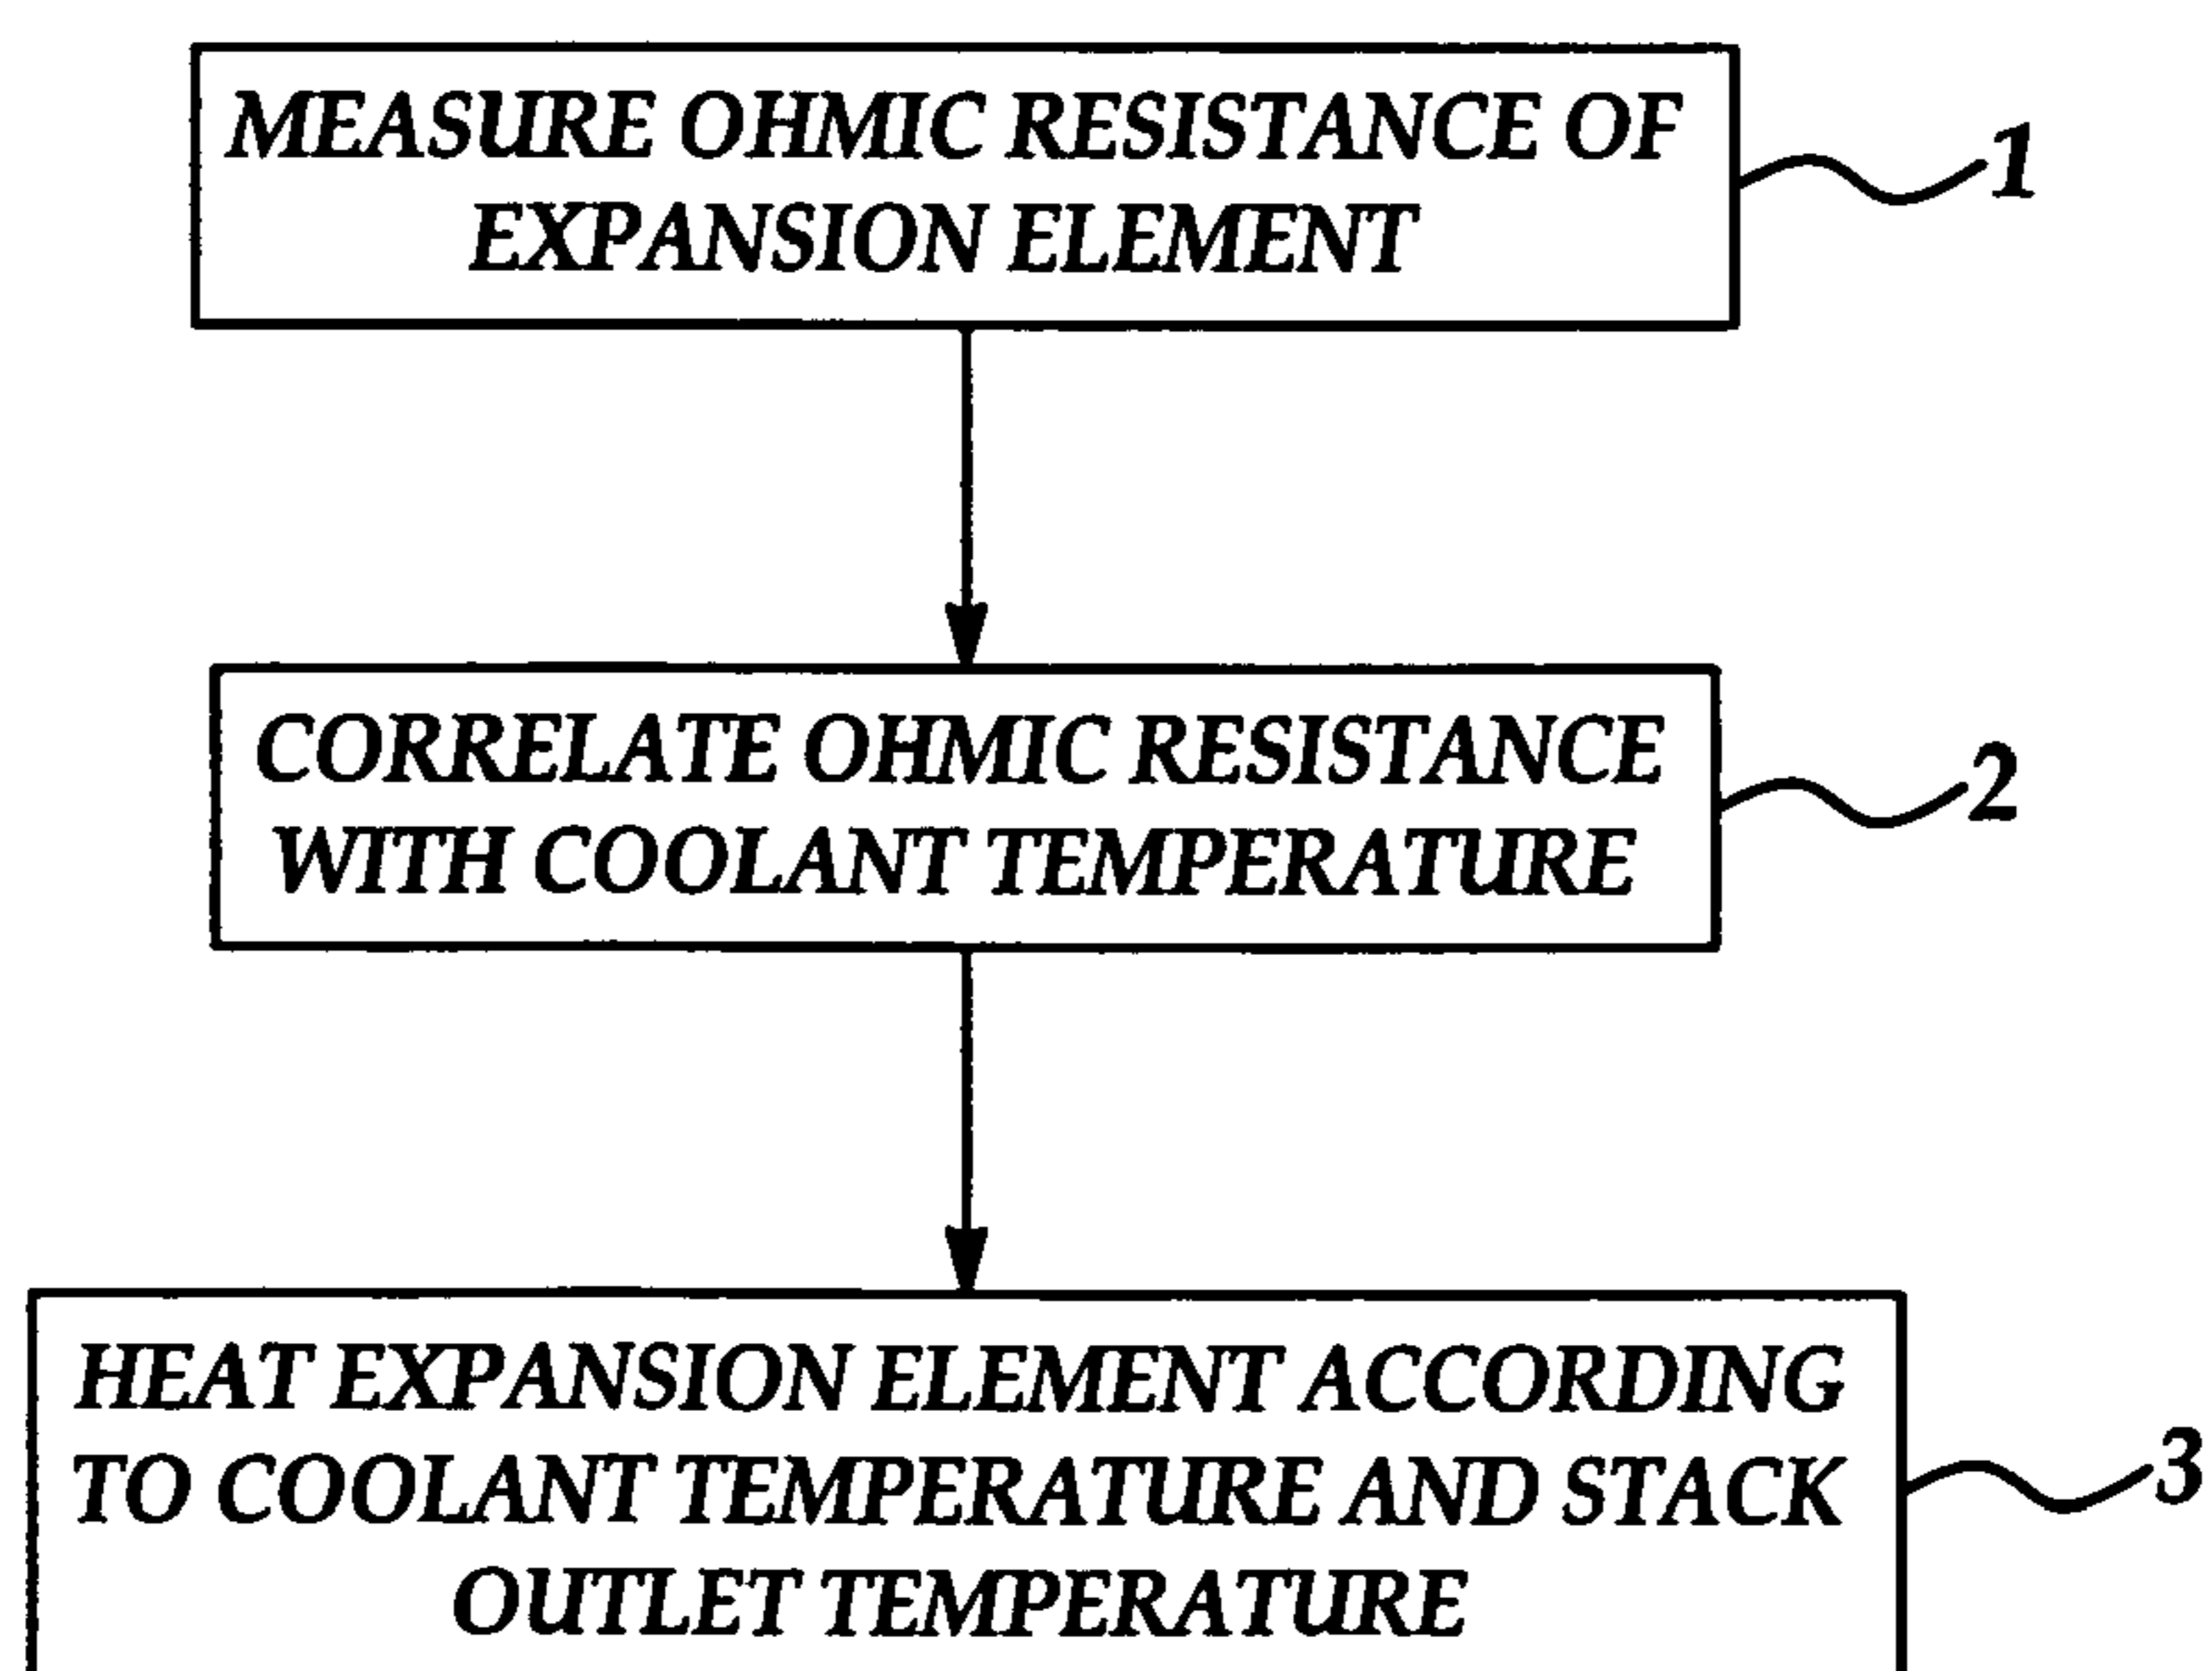 MEASURE OHMIC RESISTANCE OF
EXPANSION ELEMENT
1
CORRELATE OHMIC RESISTANCE
WITH COOLANT TEMPERATURE
2
HEAT EXPANSION ELEMENT ACCORDING
TO COOLANT TEMPERATURE AND STACK
OUTLET TEMPERATURE
3